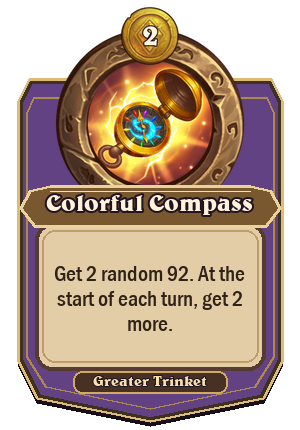 2
Colorful Compass
Get 2 random 92. At the
start of each turn, get 2
more.
Greater Trinket